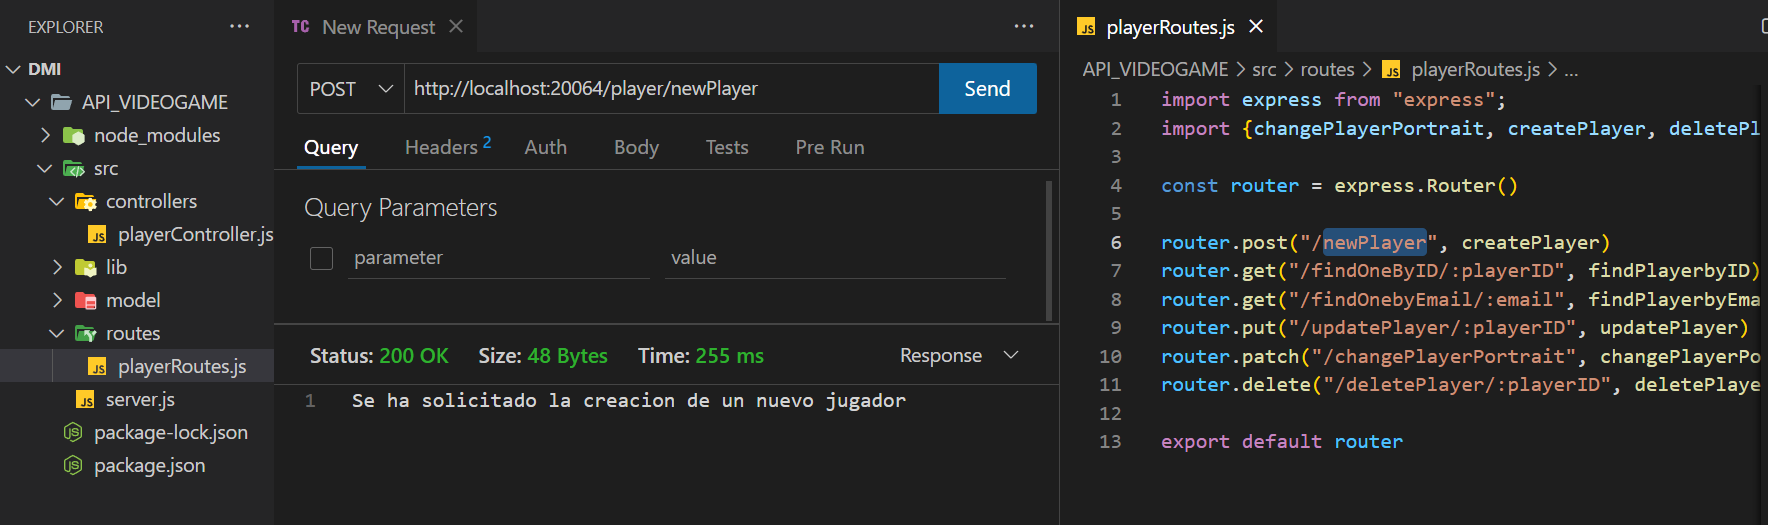 EXPLORER
DMI
API_VIDEOGAME
node_modules
src
controllers
playerController.js
lib
model
routes
playerRoutes.js
server.js
package-lock.json
package.json
TC New Request
POST http://localhost:20064/player/newPlayer Send
Query Headers 2 Auth Body Tests Pre Run
Query Parameters
parameter value
Status: 200 OK Size: 48 Bytes Time: 255 ms Response
1 Se ha solicitado la creacion de un nuevo jugador
JS playerRoutes.js
API_VIDEOGAME > src > routes > JS playerRoutes.js > ...
1 import express from "express";
2 import {changePlayerPortrait, createPlayer, deletePl
3
4 const router = express.Router()
5
6 router.post("/newPlayer", createPlayer)
7 router.get("/findOneByID/:playerID", findPlayerbyID)
8 router.get("/findOnebyEmail/:email", findPlayerbyEma
9 router.put("/updatePlayer/:playerID", updatePlayer)
10 router.patch("/changePlayerPortrait", changePlayerPo
11 router.delete("/deletePlayer/:playerID", deletePlaye
12
13 export default router